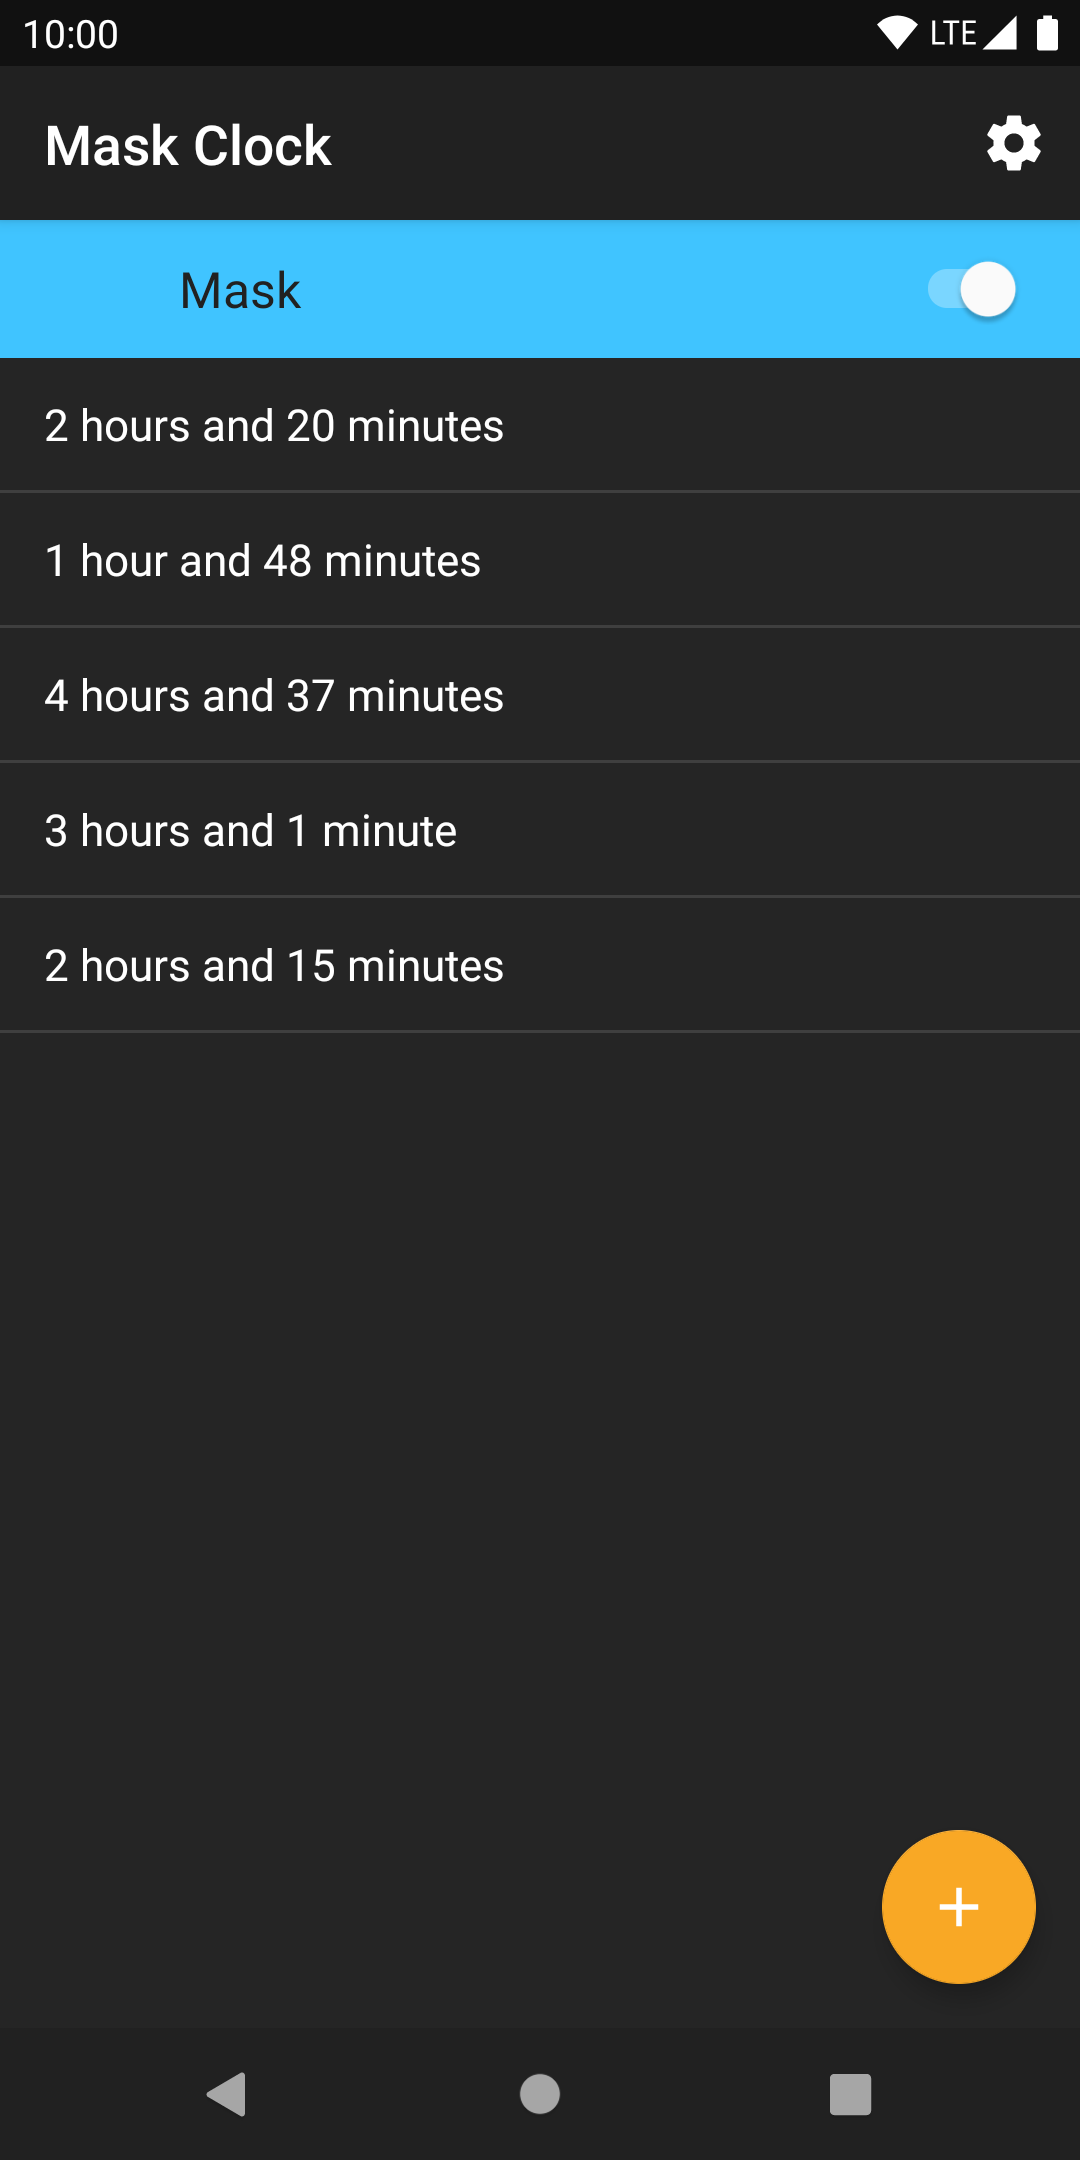 10:00
LTE
Mask Clock
Mask
2 hours and 20 minutes
1 hour and 48 minutes
4 hours and 37 minutes
3 hours and 1 minute
2 hours and 15 minutes